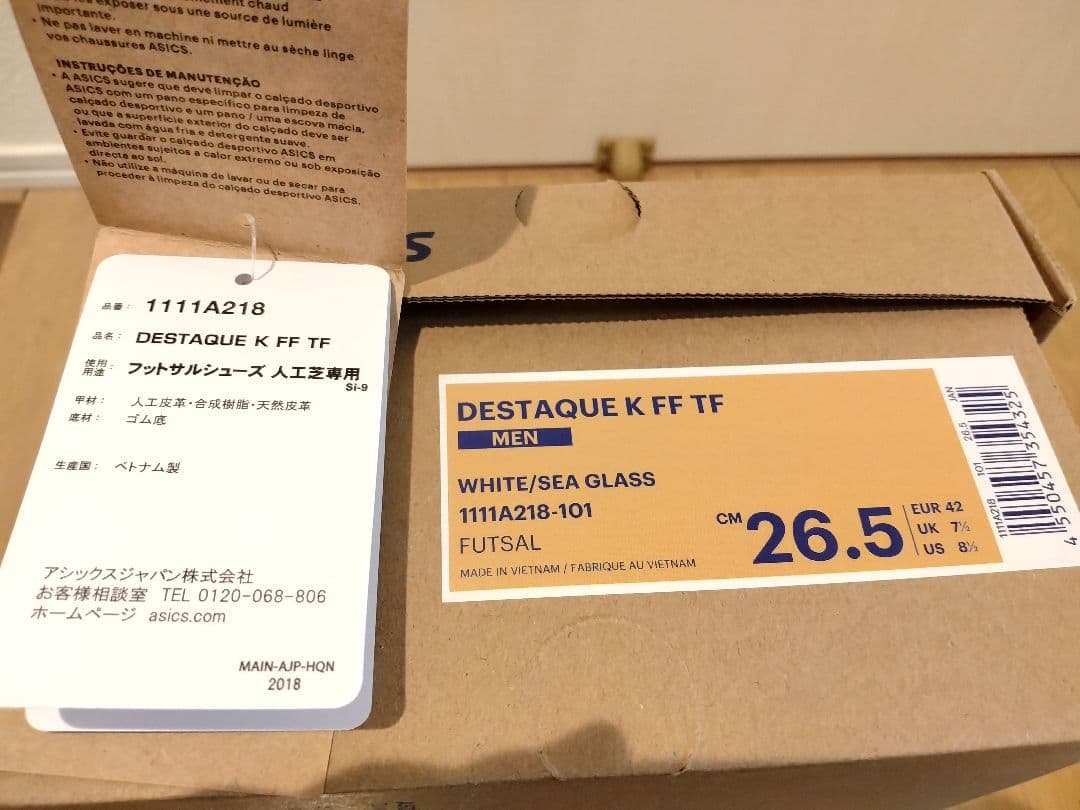 exposer sous une source de lumière
importante.
• Ne pas laver en machine ni mettre au sèche linge
vos chaussures ASICS.
INSTRUÇÕES DE MANUTENÇÃO
• A ASICS sugere que deve limpar o calçado desportivo
ASICS com um pano específico para limpeza de
calçado desportivo e um pano / uma escova macia,
ou que a superfície exterior do calçado deve ser
lavada com água fria e detergente suave.
• Evite guardar o calçado desportivo ASICS em
ambientes sujeitos a calor extremo ou sob exposição
directa ao sol.
• Não utilize a máquina de lavar ou de secar para
proceder à limpeza do calçado desportivo ASICS.
品番: 1111A218
品名: DESTAQUE K FF TF
使用用途: フットサルシューズ 人工芝専用
Si-9
甲材: 人工皮革・合成樹脂・天然皮革
底材: ゴム底
生産国: ベトナム製
アシックスジャパン株式会社
お客様相談室 TEL 0120-068-806
ホームページ asics.com
MAIN-AJP-HQN
2018
s
DESTAQUE K FF TF
MEN
WHITE/SEA GLASS
1111A218-101
FUTSAL
MADE IN VIETNAM / FABRIQUE AU VIETNAM
CM 26.5
EUR 42
UK 7½
US 8½
1111A218 101 26.5 JAN
4550457354325